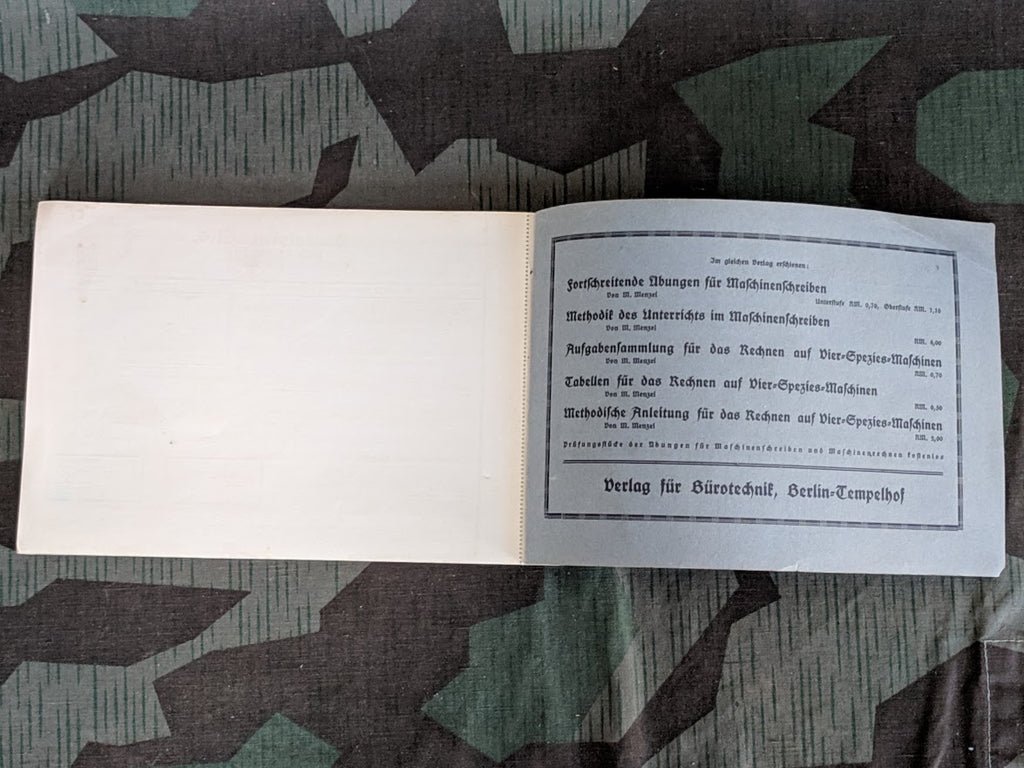 Im gleichen Verlag erschienen:
Fortschreitende Übungen für Maschinenschreiben
Von M. Menzel
Unterstufe RM. 0,70, Oberstufe RM. 1,10
Methodik des Unterrichts im Maschinenschreiben
Von M. Menzel
RM. 6,00
Aufgabensammlung für das Rechnen auf Vier-Spezies-Maschinen
Von M. Menzel
RM. 0,70
Tabellen für das Rechnen auf Vier-Spezies-Maschinen
Von M. Menzel
RM. 0,50
Methodische Anleitung für das Rechnen auf Vier-Spezies-Maschinen
Von M. Menzel
RM. 5,00
Prüfungsstücke der Übungen für Maschinenschreiben und Maschinenrechnen kostenlos
Verlag für Bürotechnik, Berlin-Tempelhof